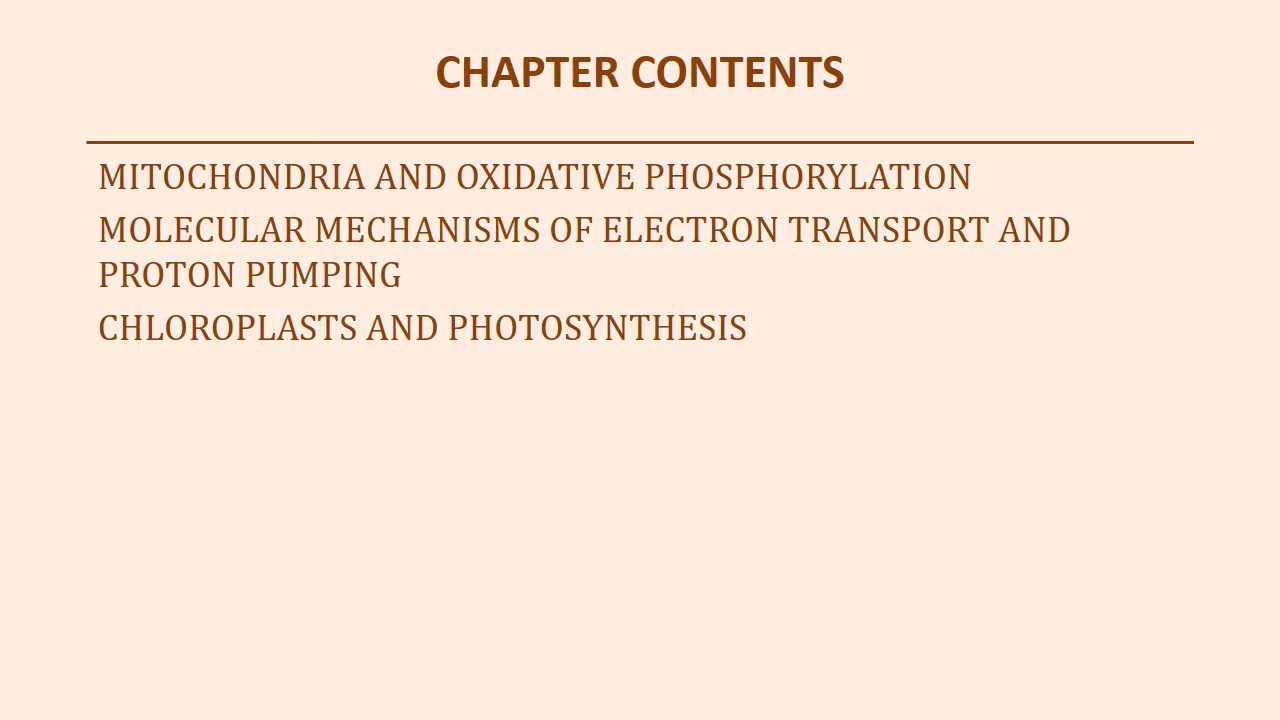 CHAPTER CONTENTS
MITOCHONDRIA AND OXIDATIVE PHOSPHORYLATION
MOLECULAR MECHANISMS OF ELECTRON TRANSPORT AND
PROTON PUMPING
CHLOROPLASTS AND PHOTOSYNTHESIS